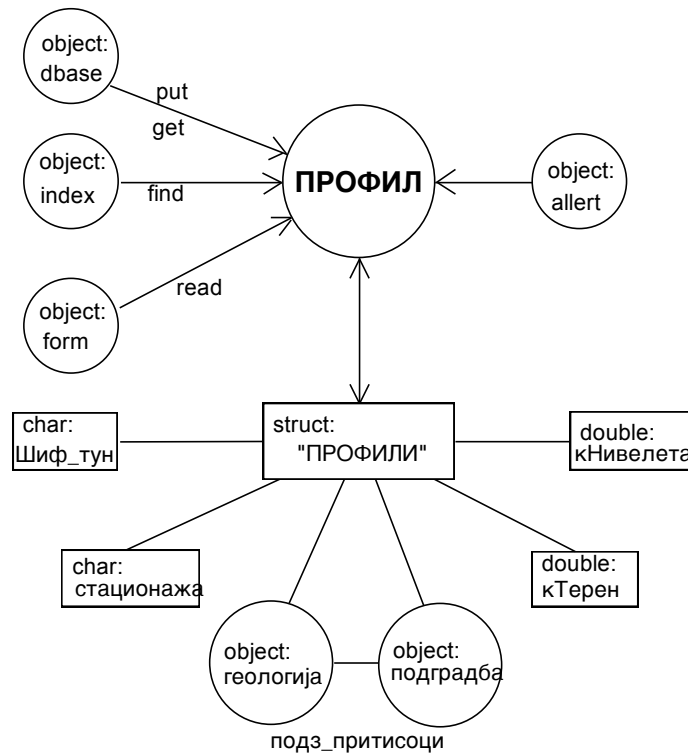 object:
dbase
put
get
object:
index
find
ПРОФИЛ
object:
allert
object:
form
read
char:
Шиф_тун
struct:
"ПРОФИЛИ"
double:
кНивелета
char:
стационажа
double:
кТерен
object:
геологија
object:
подградба
подз_притисоци